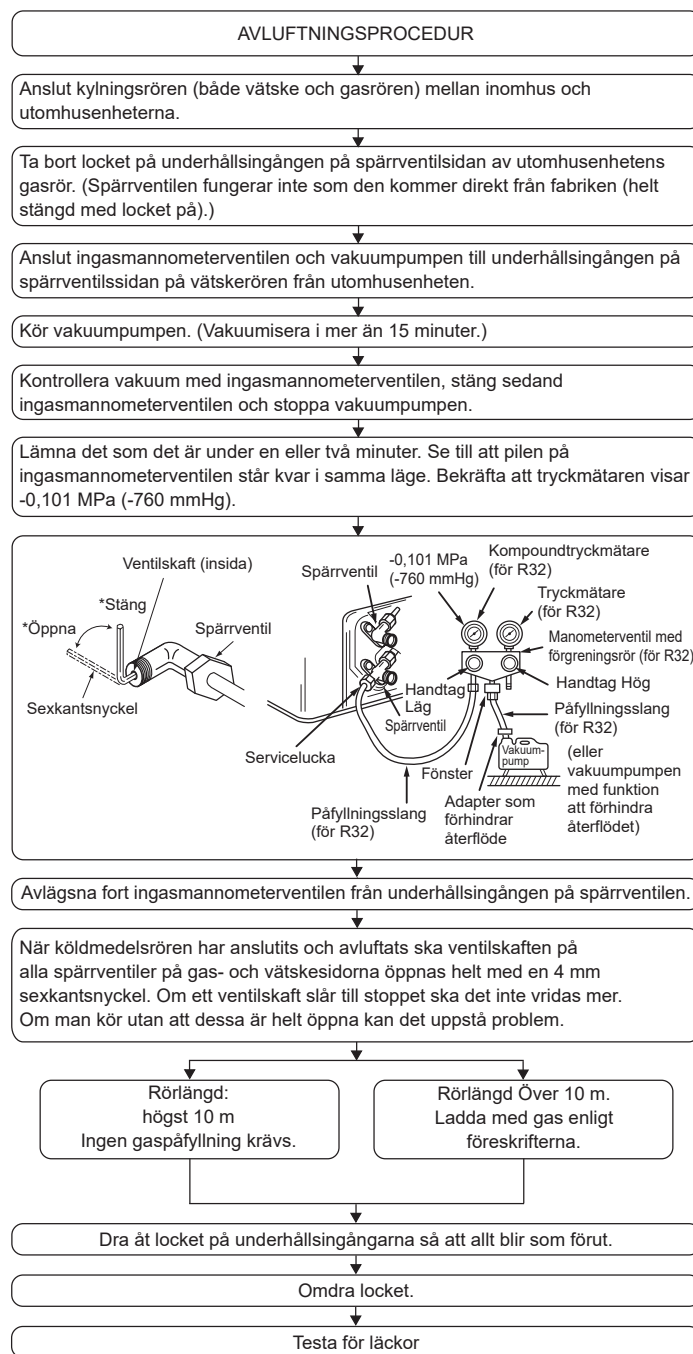 AVLUFTNINGSPROCEDUR
Anslut kylningsrören (både vätske och gasrören) mellan inomhus och
utomhusenheterna.
Ta bort locket på underhållsingången på spärrventilsidan av utomhusenhetens
gasrör. (Spärrventilen fungerar inte som den kommer direkt från fabriken (helt
stängd med locket på).)
Anslut ingasmannometerventilen och vakuumpumpen till underhållsingången på
spärrventilssidan på vätskerören från utomhusenheten.
Kör vakuumpumpen. (Vakuumisera i mer än 15 minuter.)
Kontrollera vakuum med ingasmannometerventilen, stäng sedand
ingasmannometerventilen och stoppa vakuumpumpen.
Lämna det som det är under en eller två minuter. Se till att pilen på
ingasmannometerventilen står kvar i samma läge. Bekräfta att tryckmätaren visar
-0,101 MPa (-760 mmHg).
Ventilskaft (insida)
*Stäng
*Öppna
Spärrventil
Sexkantsnyckel
Spärrventil
-0,101 MPa
(-760 mmHg)
Kompoundtryckmätare
(för R32)
Tryckmätare
(för R32)
Manometerventil med
förgreningsrör (för R32)
Handtag
Låg
Handtag Hög
Spärrventil
Påfyllningsslang
(för R32)
Servicelucka
Fönster
Vakuum-
pump
(eller
vakuumpumpen
med funktion
att förhindra
återflödet)
Adapter som
förhindrar
återflöde
Påfyllningsslang
(för R32)
Avlägsna fort ingasmannometerventilen från underhållsingången på spärrventilen.
När köldmedelsrören har anslutits och avluftats ska ventilskaften på
alla spärrventiler på gas- och vätskesidorna öppnas helt med en 4 mm
sexkantsnyckel. Om ett ventilskaft slår till stoppet ska det inte vridas mer.
Om man kör utan att dessa är helt öppna kan det uppstå problem.
Rörlängd:
högst 10 m
Ingen gaspåfyllning krävs.
Rörlängd Över 10 m.
Ladda med gas enligt
föreskrifterna.
Dra åt locket på underhållsingångarna så att allt blir som förut.
Omdra locket.
Testa för läckor